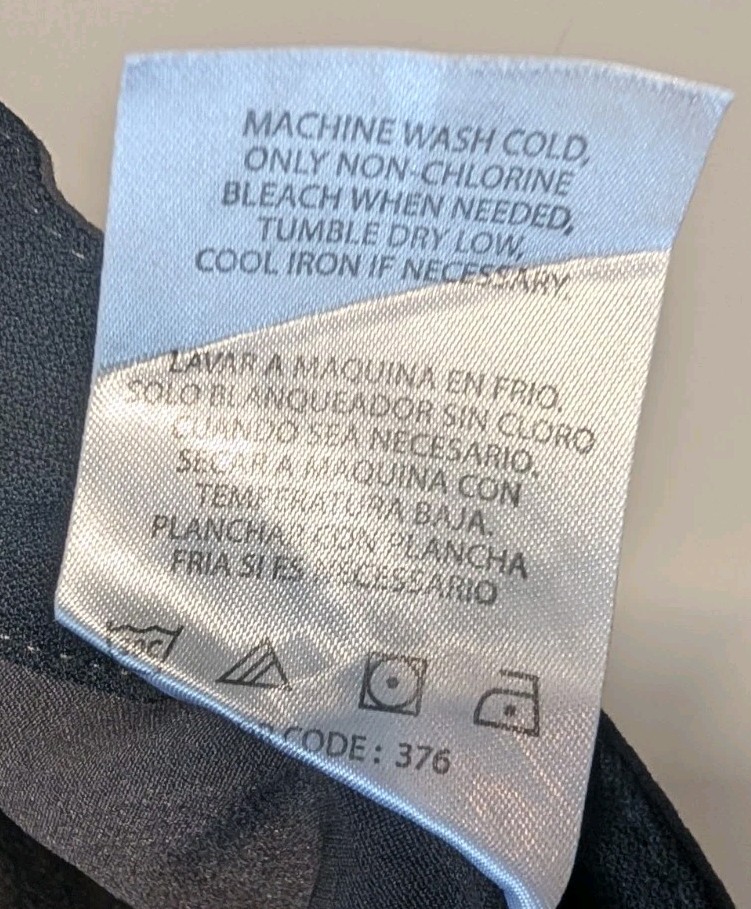 MACHINE WASH COLD,
ONLY NON-CHLORINE
BLEACH WHEN NEEDED,
TUMBLE DRY LOW,
COOL IRON IF NECESSARY.
LAVAR A MAQUINA EN FRIO.
SOLO BLANQUEADOR SIN CLORO
CUANDO SEA NECESARIO.
SECAR A MAQUINA CON
TEMPERATURA BAJA.
PLANCHAR CON PLANCHA
FRIA SI ES NECESSARIO
CODE: 376